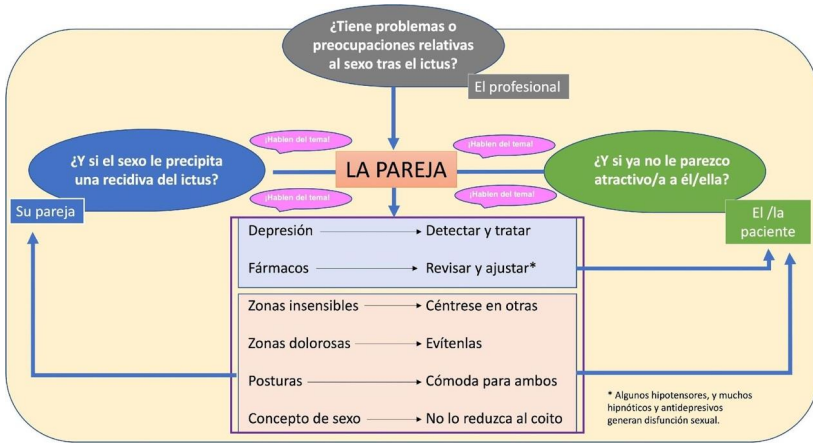 ¿Tiene problemas o
preocupaciones relativas
al sexo tras el ictus?
El profesional
¡Hablen del tema!
¡Hablen del tema!
¿Y si el sexo le precipita
una recidiva del ictus?
LA PAREJA
¿Y si ya no le parezco
atractivo/a a él/ella?
¡Hablen del tema!
¡Hablen del tema!
Su pareja
El /la
paciente
Depresión Detectar y tratar
Fármacos Revisar y ajustar*
Zonas insensibles Céntrese en otras
Zonas dolorosas Evítenlas
Posturas Cómoda para ambos
Concepto de sexo No lo reduzca al coito
* Algunos hipotensores, y muchos
hipnóticos y antidepresivos
generan disfunción sexual.